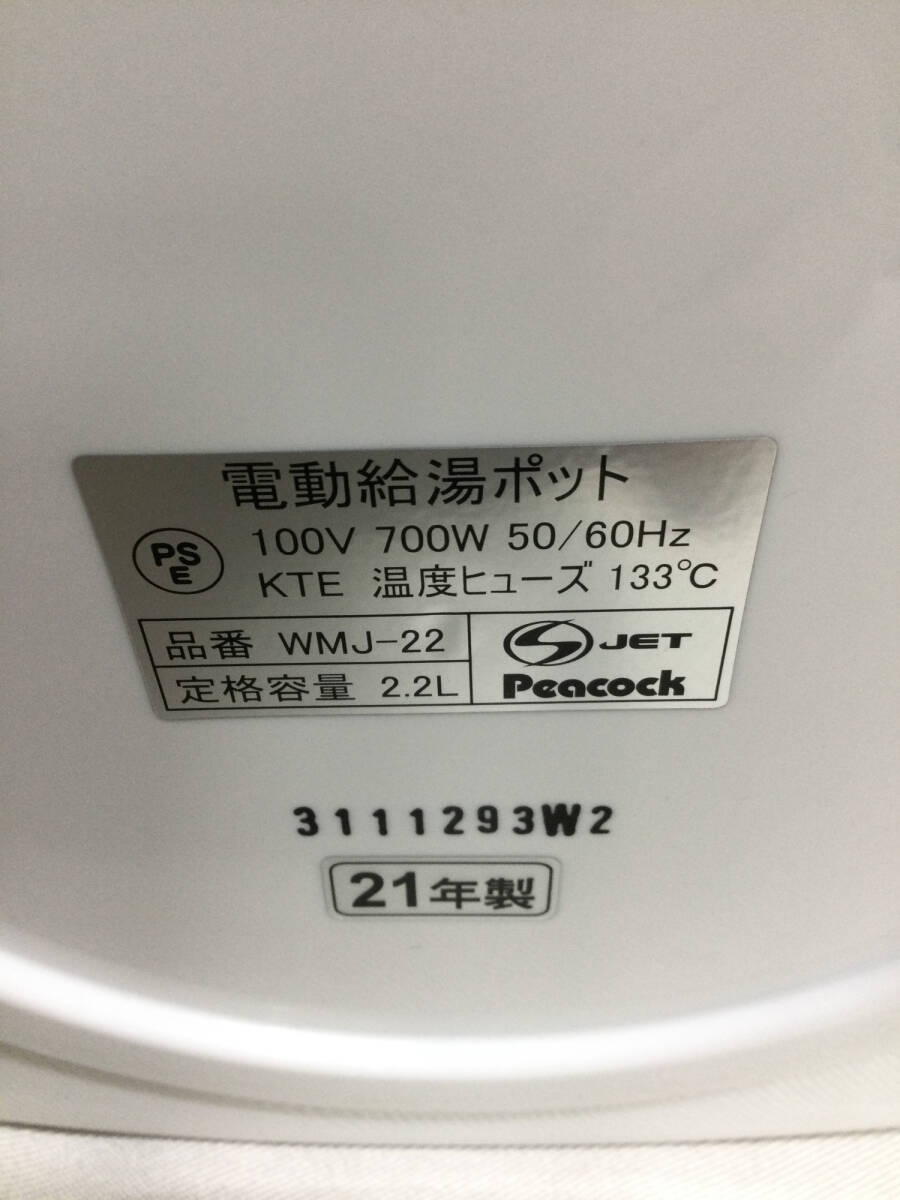 電動給湯ポット
PS
E
100V 700W 50/60Hz
KTE 温度ヒューズ 133℃
品番 WMJ-22
定格容量 2.2L
S JET
Peacock
3111293W2
21年製